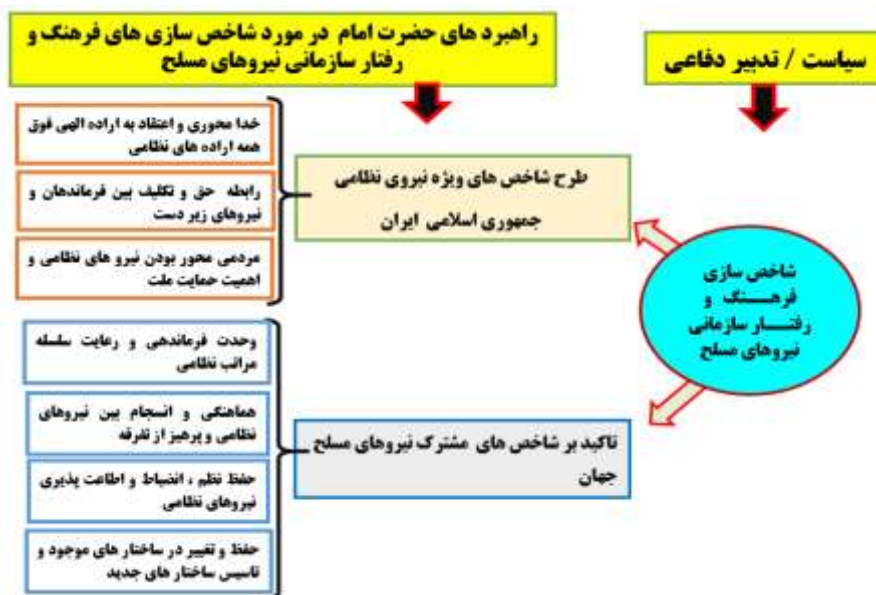 سیاست / تدبیر دفاعی
راهبرد های حضرت امام در مورد شاخص سازی های فرهنگ و
رفتار سازمانی نیروهای مسلح
شاخص سازی
فرهنگ و
رفتار سازمانی
نیروهای مسلح
طرح شاخص های ویژه نیروی نظامی
جمهوری اسلامی ایران
خدا محوری و اعتقاد به اراده الهی فوق
همه اراده های نظامی
رابطه حق و تکلیف بین فرماندهان و
نیروهای زیر دست
مردمی محور بودن نیرو های نظامی و
اهمیت حمایت ملت
تاکید بر شاخص های مشترک نیروهای مسلح
جهان
وحدت فرماندهی و رعایت سلسله
مراتب نظامی
هماهنگی و انسجام بین نیروهای
نظامی و پرهیز از تفرقه
حفظ نظم ، انضباط و اطاعت پذیری
نیروهای نظامی
حفظ و تغییر در ساختار های موجود و
تاسیس ساختار های جدید